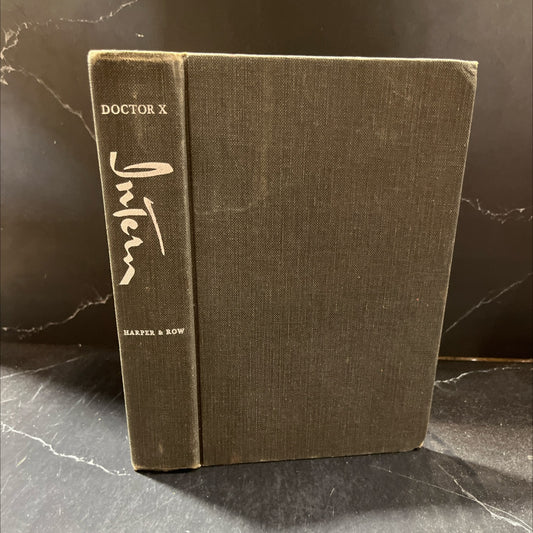 DOCTOR X
Intern
HARPER & ROW